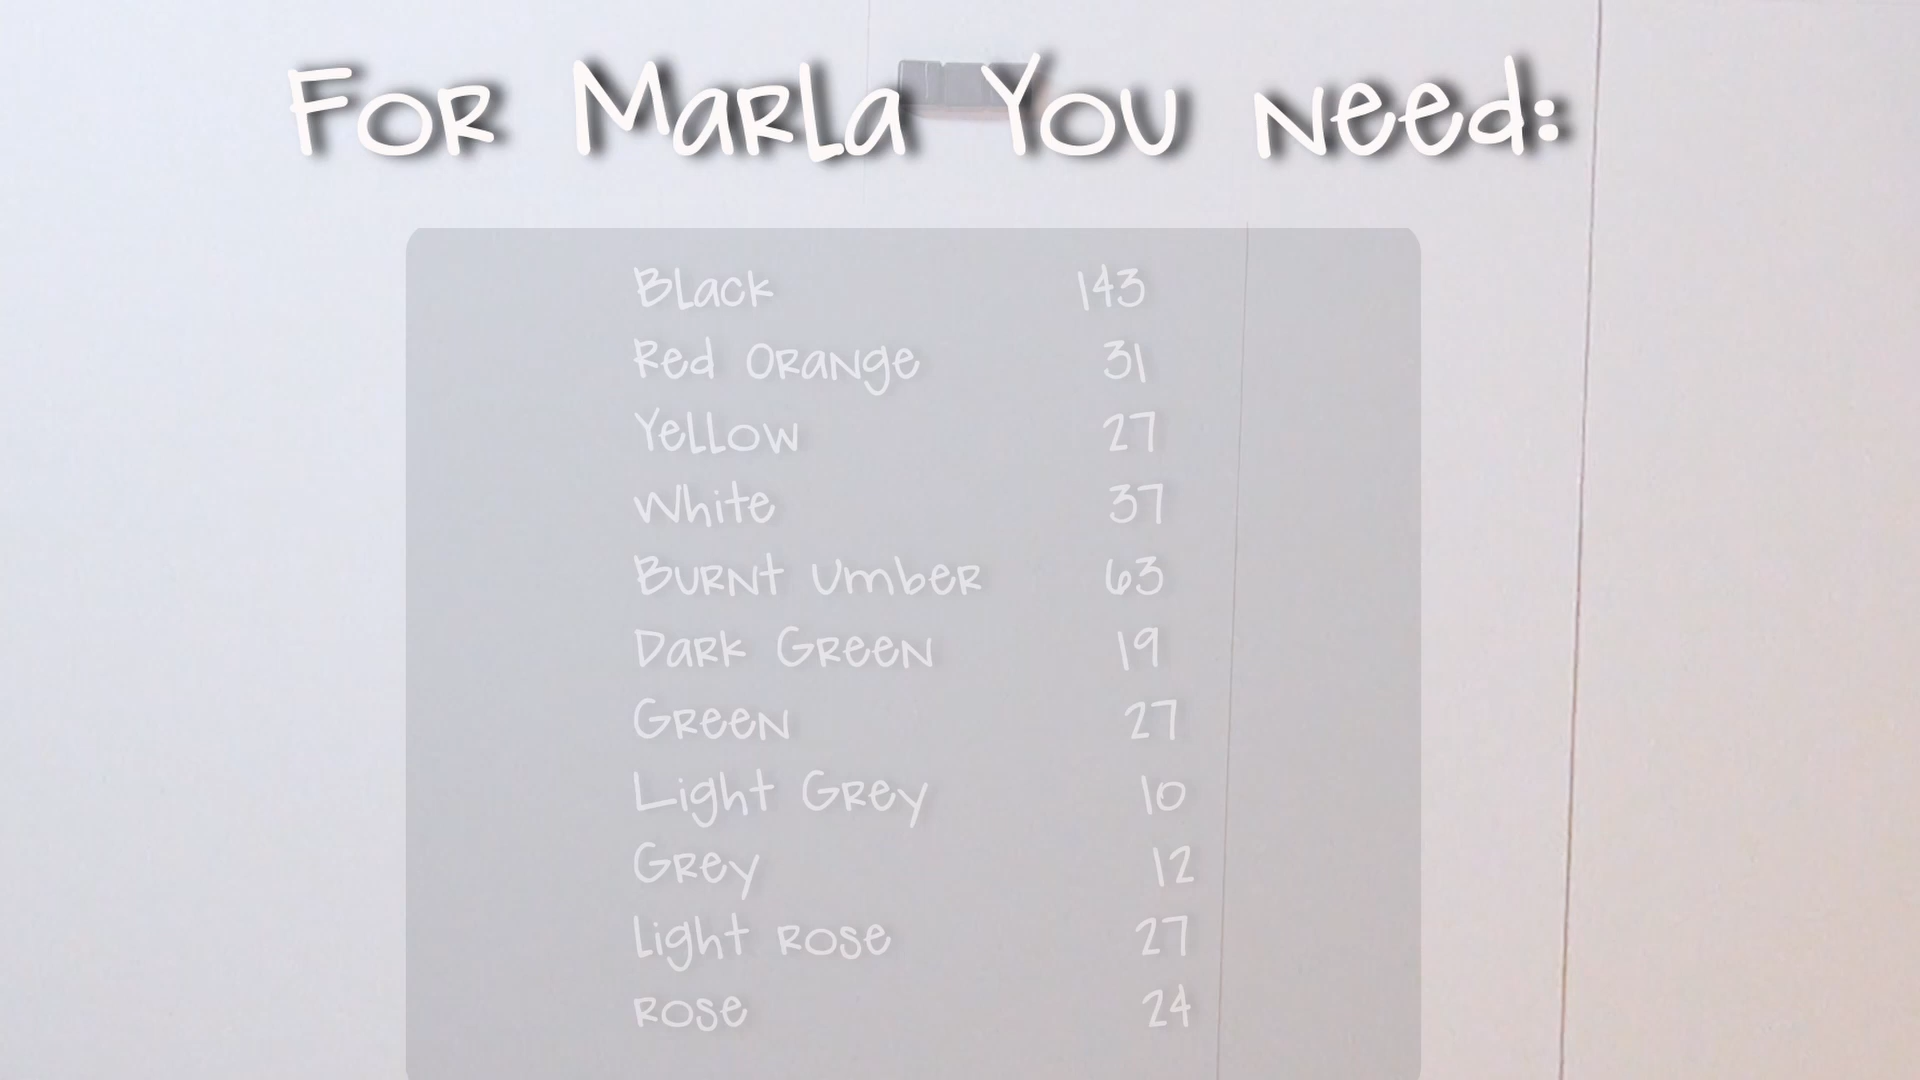 For Marla You Need:
Black 143
Red Orange 31
Yellow 27
White 37
Burnt Umber 63
Dark Green 19
Green 27
Light Grey 10
Grey 12
Light Rose 27
Rose 24